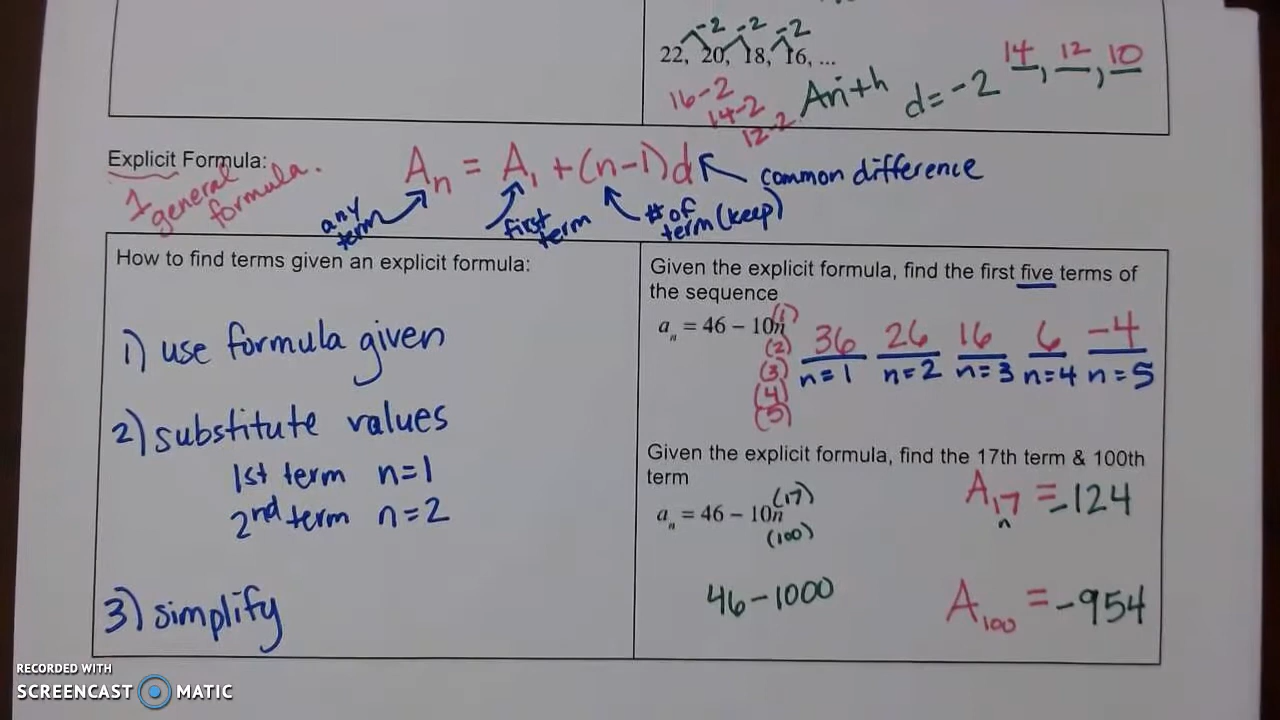 -2 -2 -2
22, 20, 18, 16, ...
16-2
14-2
12-2
Arith
d=-2
14, 12, 10
Explicit Formula:
1 general formula.
Aₙ = A₁ + (n-1)d
common difference
any term
first term
# of term (keep)
How to find terms given an explicit formula:
1) use formula given
2) substitute values
1st term n=1
2nd term n=2
3) simplify
Given the explicit formula, find the first five terms of
the sequence
aₙ = 46 – 10n
(1)
(2)
(3)
(4)
(5)
36 26 16 6 -4
n=1 n=2 n=3 n=4 n=5
Given the explicit formula, find the 17th term & 100th
term
A₁₇ = -124
n
(17)
aₙ = 46 – 10n
(100)
46-1000
A₁₀₀ = -954
RECORDED WITH
SCREENCAST MATIC